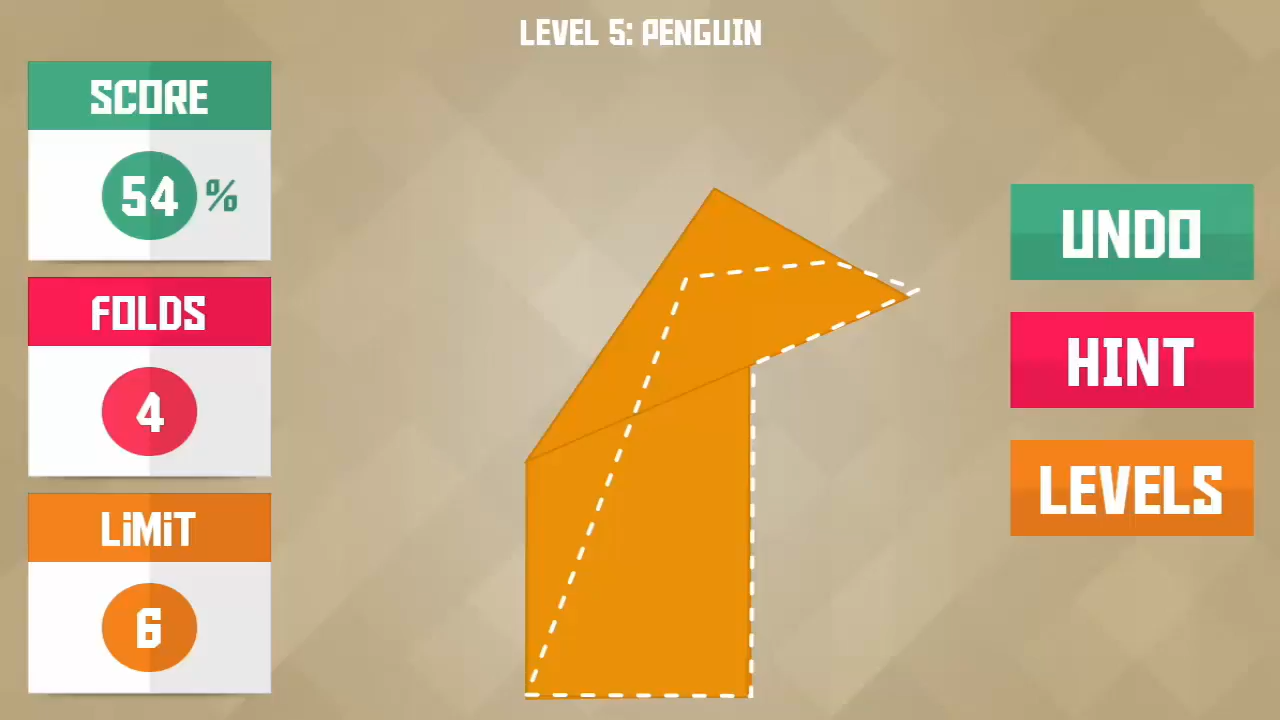 LEVEL 5: PENGUIN
SCORE
54 %
FOLDS
4
LiMiT
6
UNDO
HINT
LEVELS